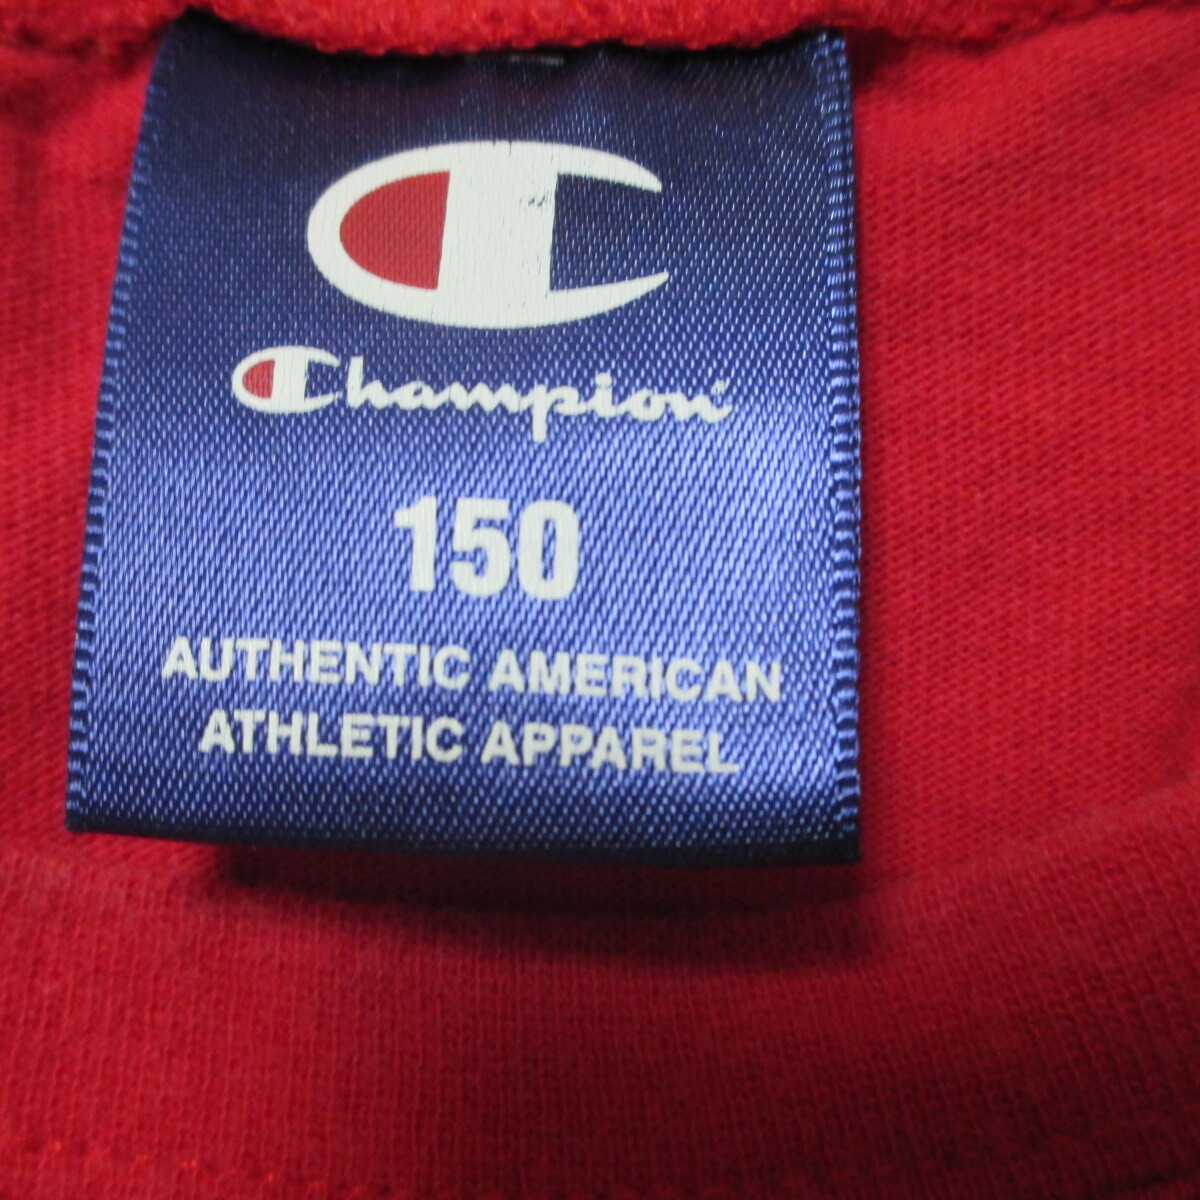 Champion
150
AUTHENTIC AMERICAN
ATHLETIC APPAREL